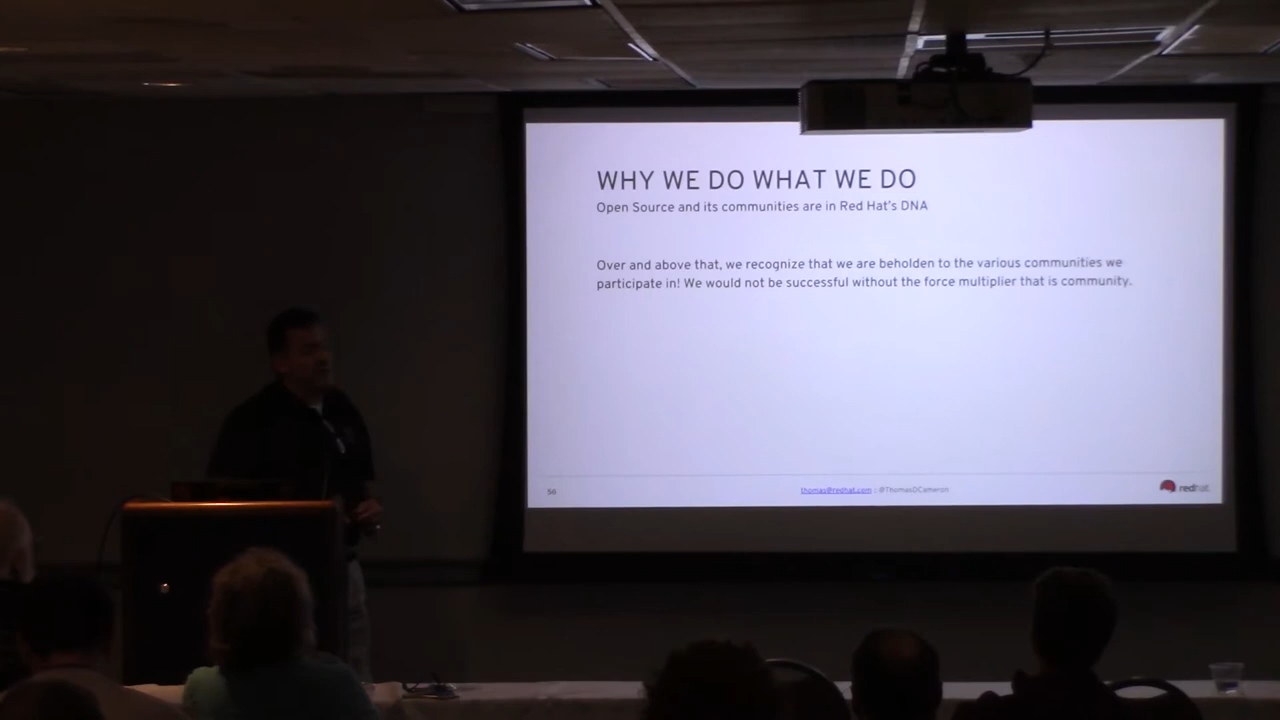 WHY WE DO WHAT WE DO
Open Source and its communities are in Red Hat's DNA
Over and above that, we recognize that we are beholden to the various communities we
participate in! We would not be successful without the force multiplier that is community.
56
thomas@redhat.com | @ThomasDCameron
redhat